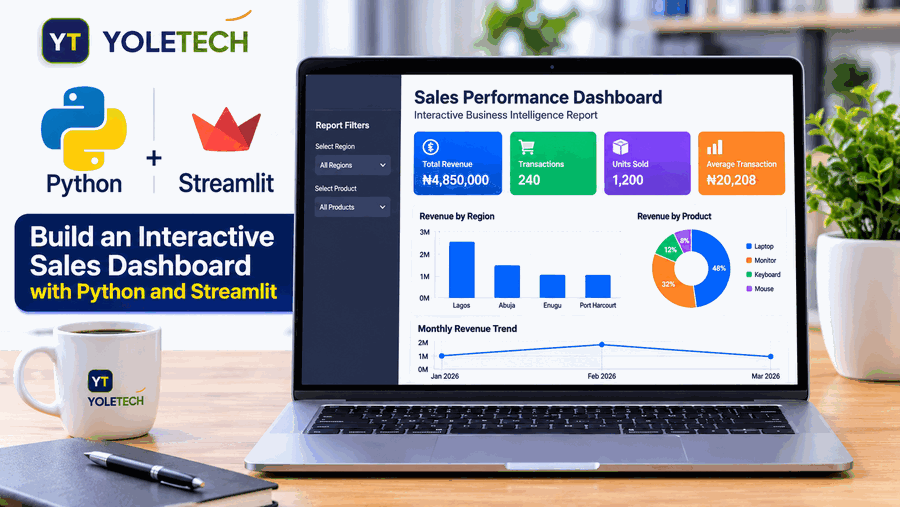 YT YOLETECH
Python + Streamlit
Build an Interactive
Sales Dashboard
with Python and Streamlit
YT
YOLETECH
Sales Performance Dashboard
Interactive Business Intelligence Report
Report Filters
Select Region
All Regions
Select Product
All Products
Total Revenue
₦4,850,000
Transactions
240
Units Sold
1,200
Average Transaction
₦20,208
Revenue by Region
3M
2M
1M
0M
Lagos Abuja Enugu Port Harcourt
Revenue by Product
8%
12%
48%
32%
Laptop
Monitor
Keyboard
Mouse
Monthly Revenue Trend
2M
1M
0M
Jan 2026 Feb 2026 Mar 2026